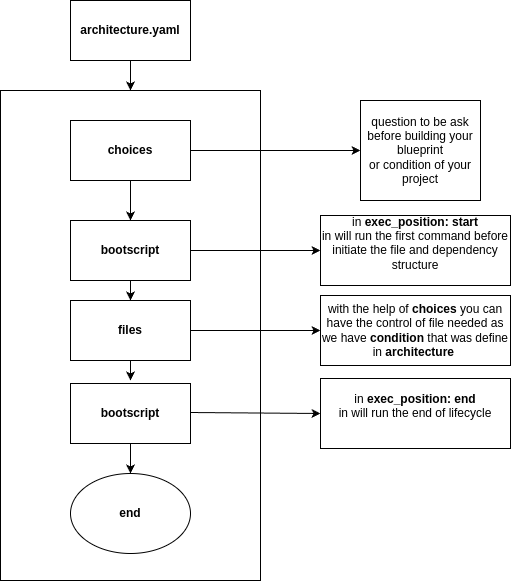 architecture.yaml
choices
question to be ask
before building your
blueprint
or condition of your
project
bootscript
in exec_position: start
in will run the first command before
initiate the file and dependency
structure
files
with the help of choices you can
have the control of file needed as
we have condition that was define
in architecture
bootscript
in exec_position: end
in will run the end of lifecycle
end